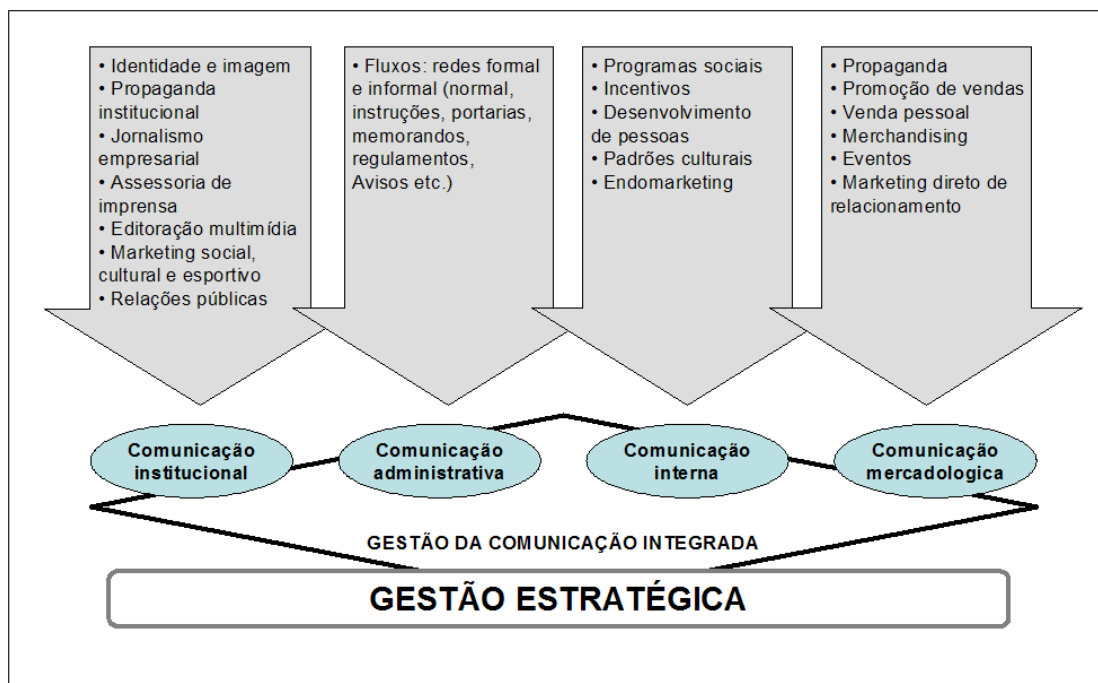 • Identidade e imagem
• Propaganda
institucional
• Jornalismo
empresarial
• Assessoria de
imprensa
• Editoração multimídia
• Marketing social,
cultural e esportivo
• Relações públicas
• Fluxos: redes formal
e informal (normal,
instruções, portarias,
memorandos,
regulamentos,
Avisos etc.)
• Programas sociais
• Incentivos
• Desenvolvimento
de pessoas
• Padrões culturais
• Endomarketing
• Propaganda
• Promoção de vendas
• Venda pessoal
• Merchandising
• Eventos
• Marketing direto de
relacionamento
Comunicação
institucional
Comunicação
administrativa
Comunicação
interna
Comunicação
mercadologica
GESTÃO DA COMUNICAÇÃO INTEGRADA
GESTÃO ESTRATÉGICA